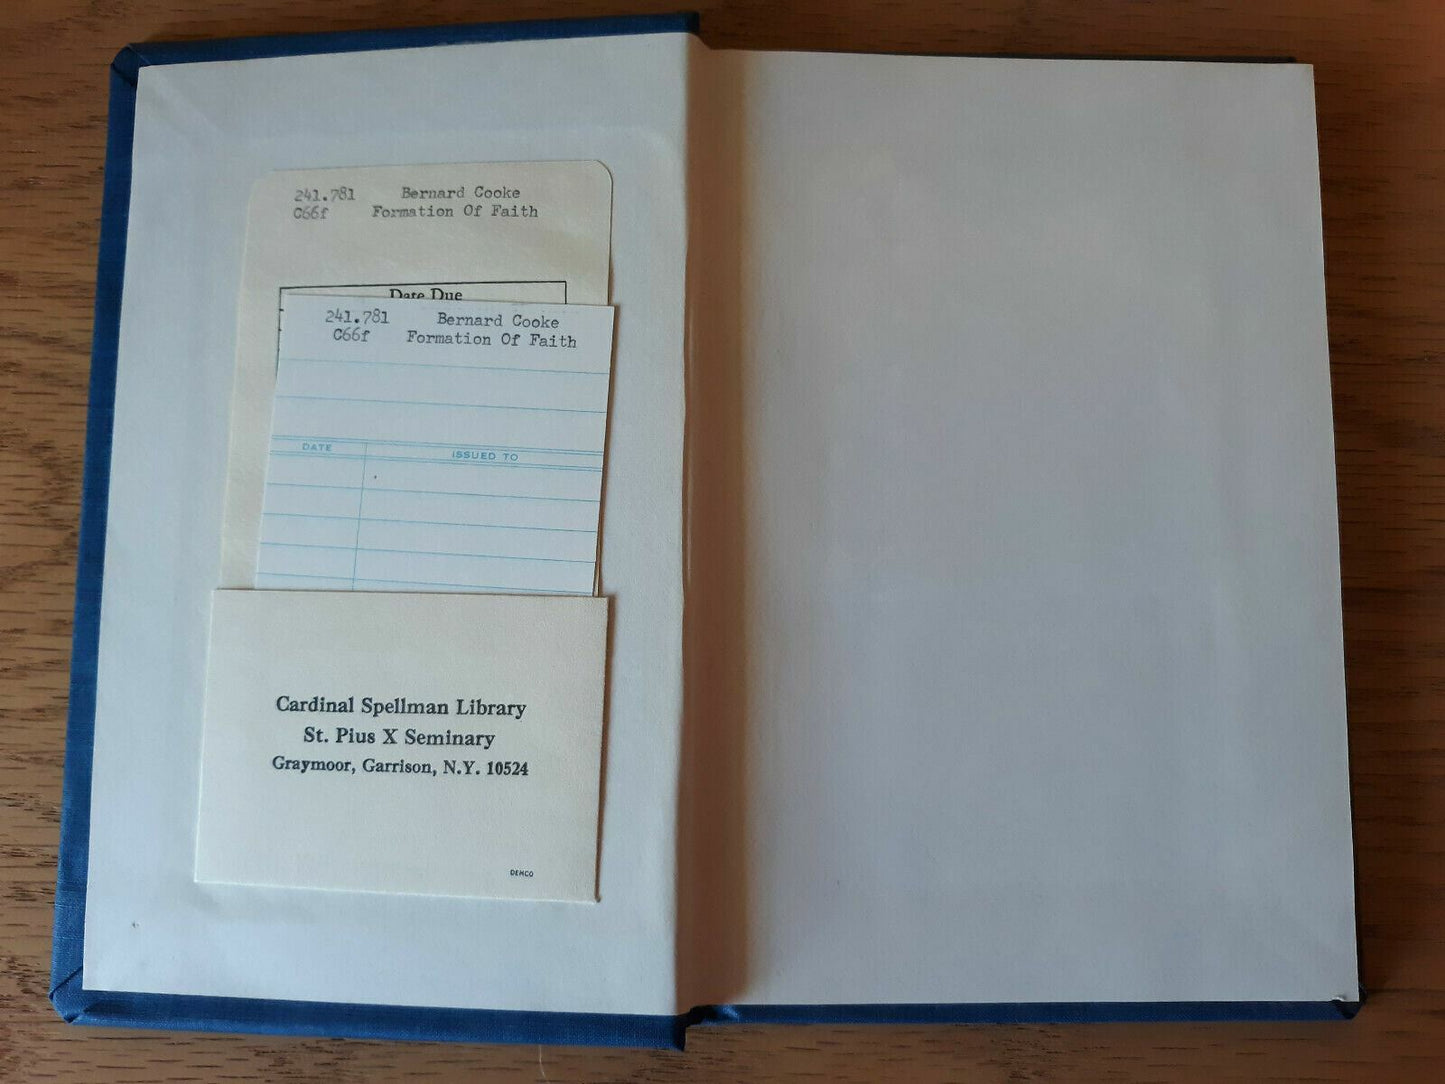 241.781 Bernard Cooke
C66f Formation Of Faith
Date Due
241.781 Bernard Cooke
C66f Formation Of Faith
DATE ISSUED TO
Cardinal Spellman Library
St. Pius X Seminary
Graymoor, Garrison, N.Y. 10524
DEMCO